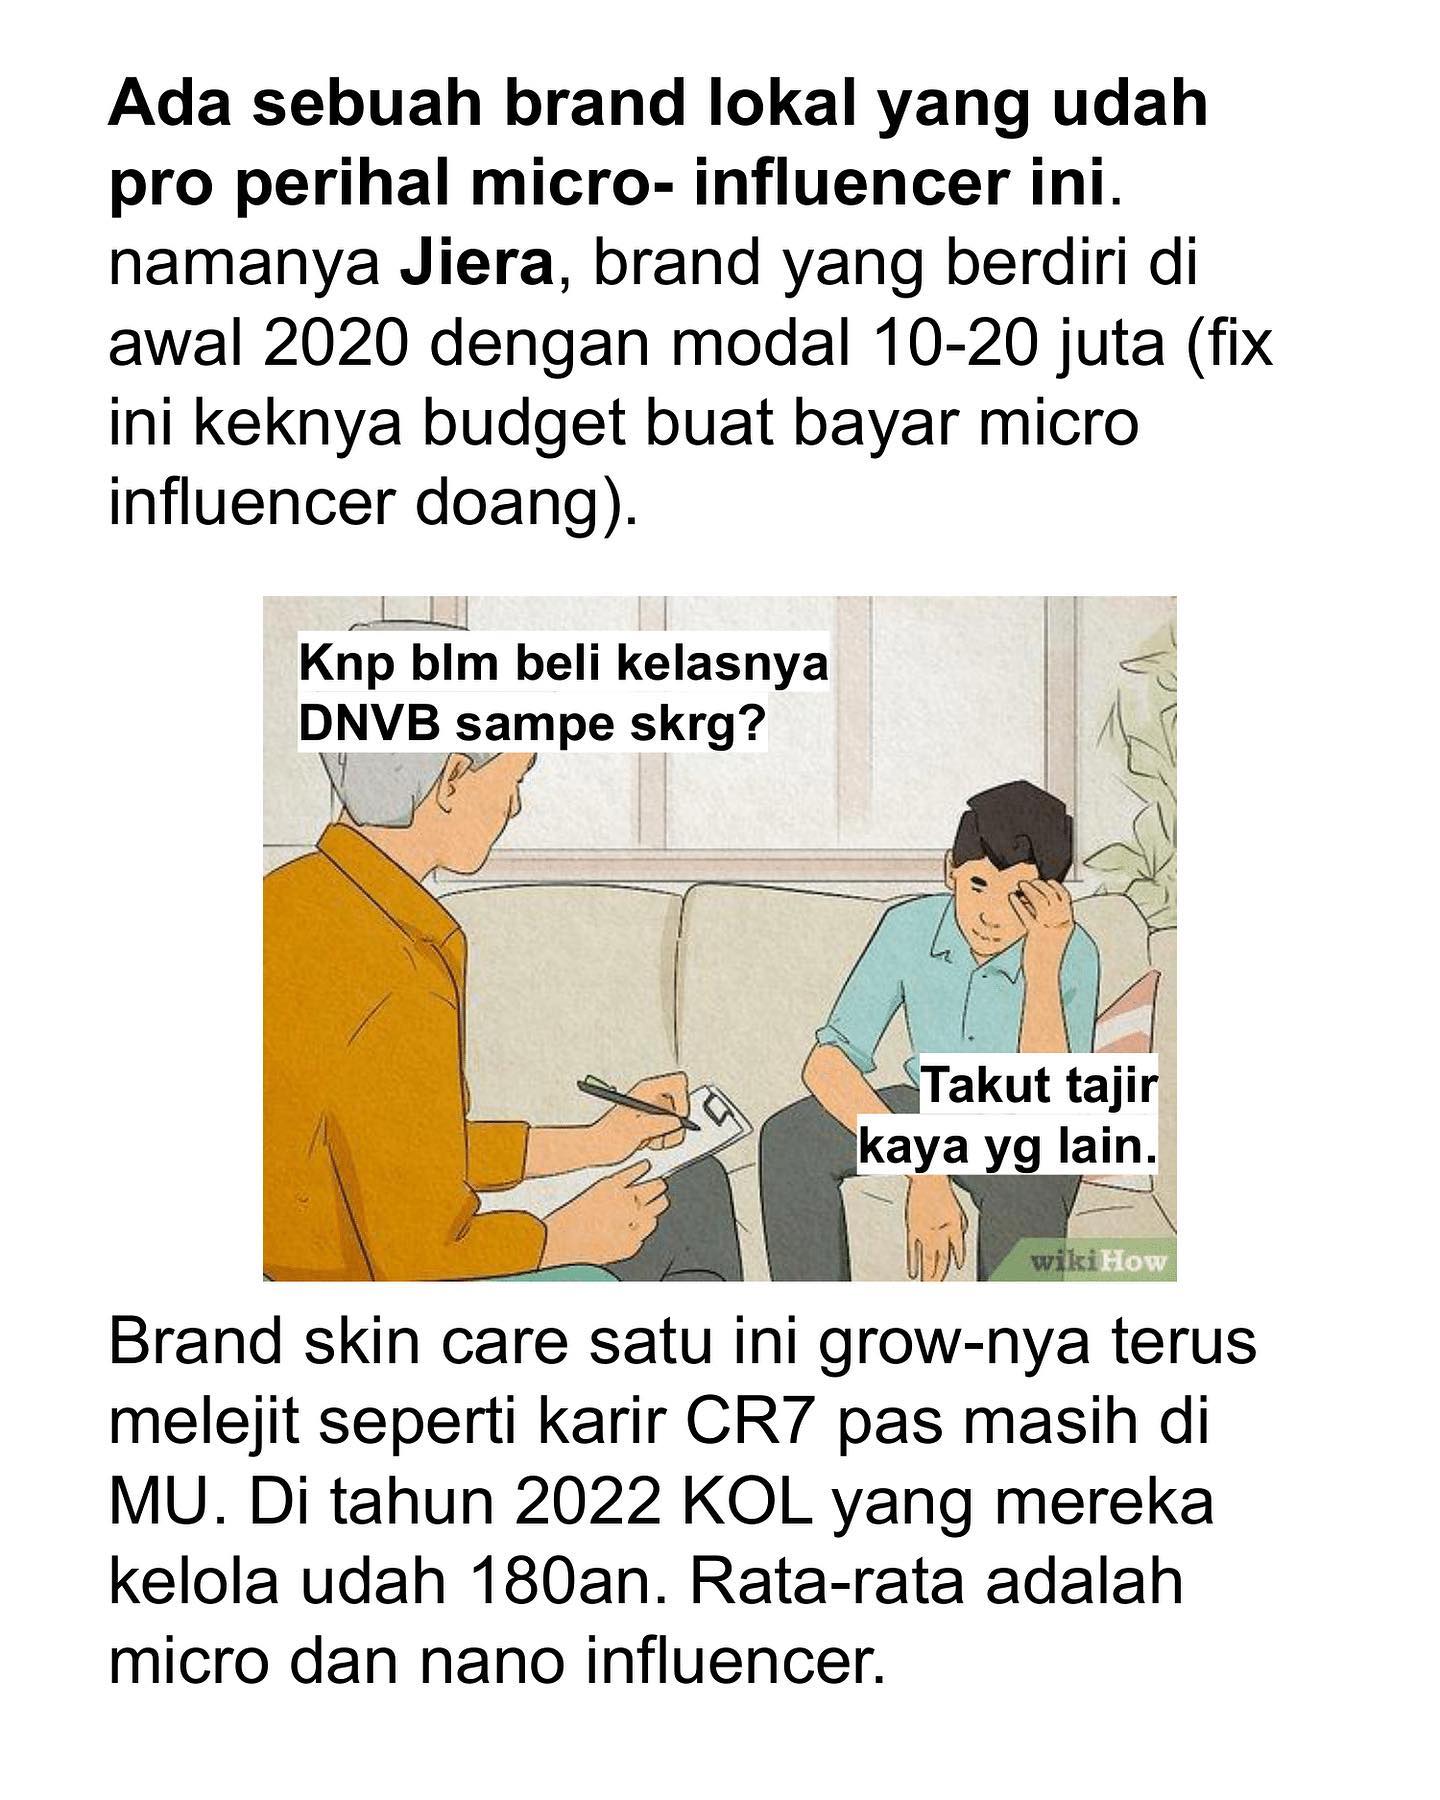 Ada sebuah brand lokal yang udah
pro perihal micro- influencer ini.
namanya Jiera, brand yang berdiri di
awal 2020 dengan modal 10-20 juta (fix
ini keknya budget buat bayar micro
influencer doang).
Knp blm beli kelasnya
DNVB sampe skrg?
Takut tajir
kaya yg lain.
wikiHow
Brand skin care satu ini grow-nya terus
melejit seperti karir CR7 pas masih di
MU. Di tahun 2022 KOL yang mereka
kelola udah 180an. Rata-rata adalah
micro dan nano influencer.